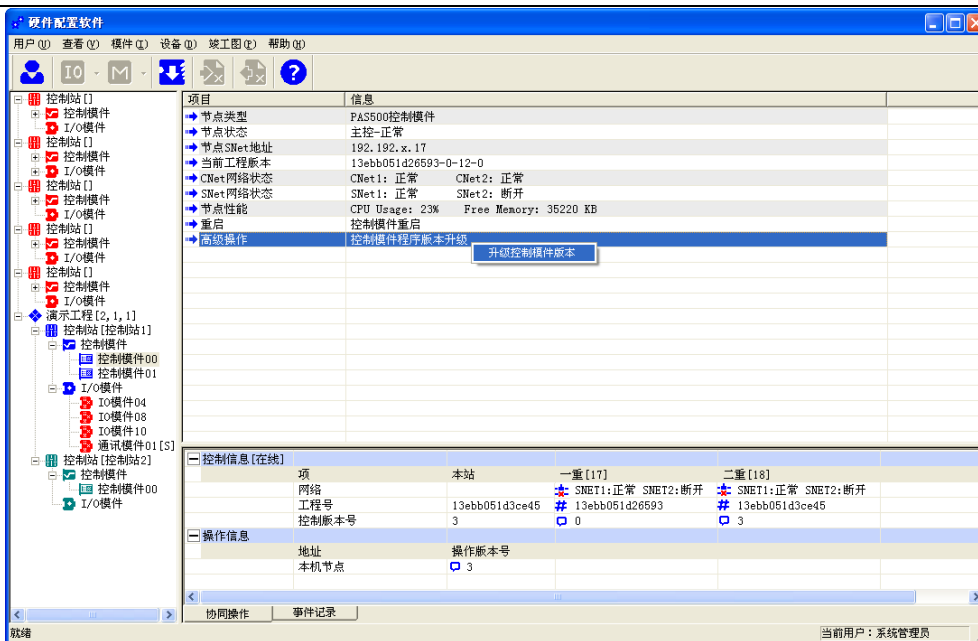 硬件配置软件
用户(U) 查看(V) 模件(I) 设备(D) 竣工图(P) 帮助(H)
IO M ?
控制站[]
控制模件
I/O模件
控制站[]
控制模件
I/O模件
控制站[]
控制模件
I/O模件
控制站[]
控制模件
I/O模件
控制站[]
控制模件
I/O模件
演示工程[2,1,1]
控制站[控制站1]
控制模件
控制模件00
控制模件01
I/O模件
IO模件04
IO模件08
IO模件10
通讯模件01[S]
控制站[控制站2]
控制模件
控制模件00
I/O模件
项目 信息
节点类型 PAS500控制模件
节点状态 主控-正常
节点SNet地址 192.192.x.17
当前工程版本 13ebb051d26593-0-12-0
CNet网络状态 CNet1: 正常 CNet2: 正常
SNet网络状态 SNet1: 正常 SNet2: 断开
节点性能 CPU Usage: 23% Free Memory: 35220 KB
重启 控制模件重启
高级操作 控制模件程序版本升级
升级控制模件版本
控制信息[在线]
项 本站 一重[17] 二重[18]
网络 SNET1:正常 SNET2:断开 SNET1:正常 SNET2:断开
工程号 13ebb051d3ce45 13ebb051d26593 13ebb051d3ce45
控制版本号 3 0 3
操作信息
地址 操作版本号
本机节点 3
协同操作 事件记录
就绪 当前用户：系统管理员